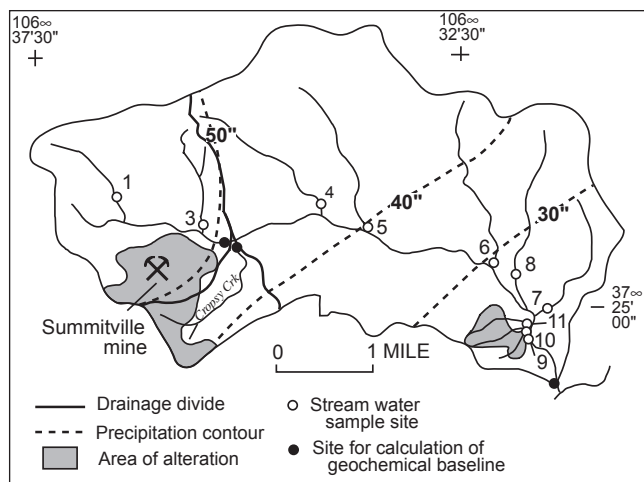 106∞
37'30"
106∞
32'30"
50"
1
4
40"
3
5
30"
6
8
Cropsy Crk
37∞
25'
00"
7
Summitville
mine
11
10
9
0 1 MILE
Drainage divide
Precipitation contour
Area of alteration
Stream water
sample site
Site for calculation of
geochemical baseline